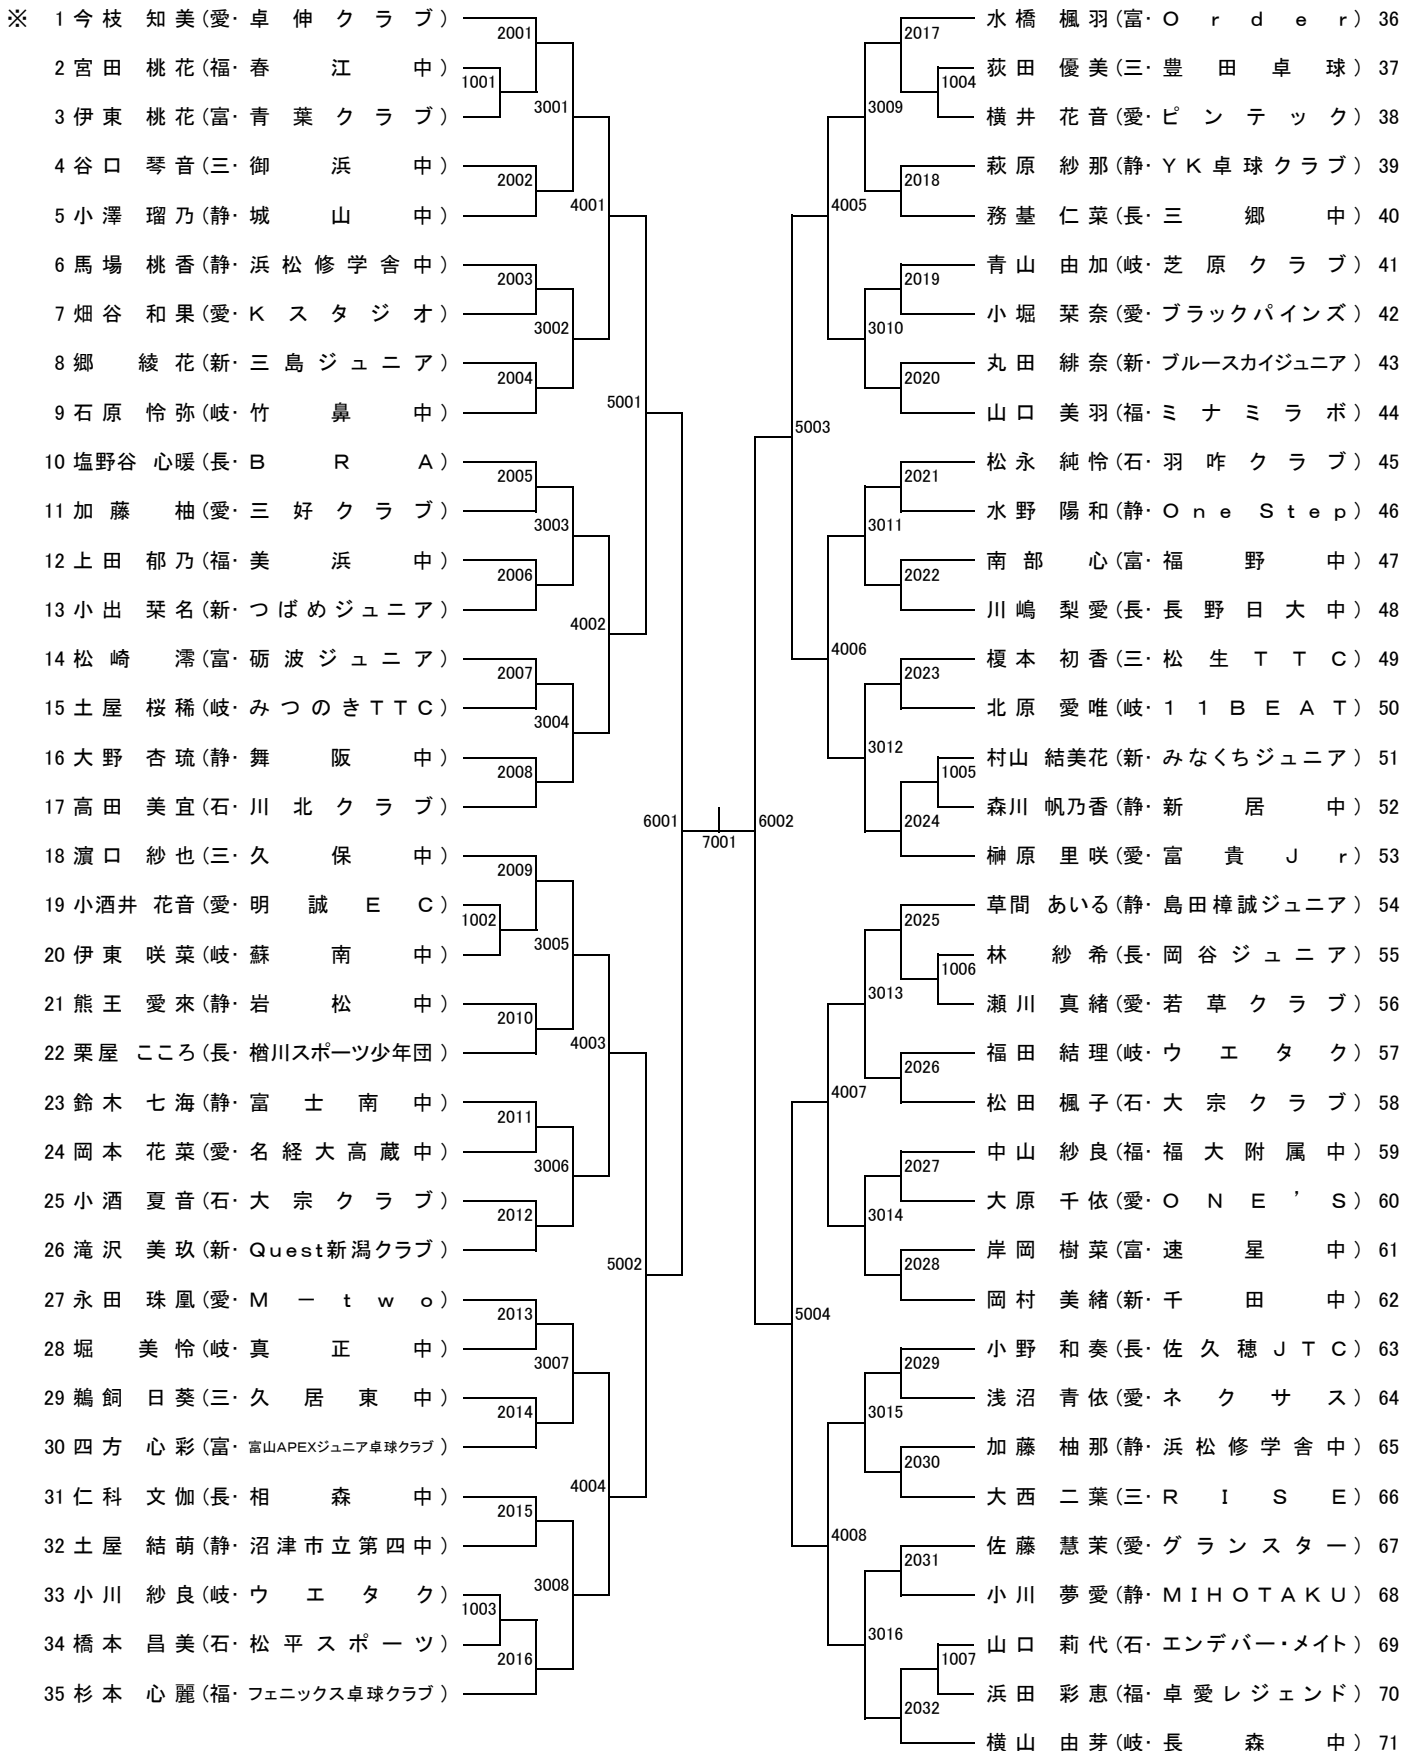 ※ 1 今枝 知美 (愛・卓伸クラブ)
2 宮田 桃花 (福・春江中)
3 伊東 桃花 (富・青葉クラブ)
4 谷口 琴音 (三・御浜中)
5 小澤 瑠乃 (静・城山中)
6 馬場 桃香 (静・浜松修学舎中)
7 畑谷 和果 (愛・Kスタジオ)
8 郷 綾花 (新・三島ジュニア)
9 石原 怜弥 (岐・竹鼻中)
10 塩野谷 心暖 (長・BRA)
11 加藤 柚 (愛・三好クラブ)
12 上田 郁乃 (福・美浜中)
13 小出 栞名 (新・つばめジュニア)
14 松崎 澪 (富・砺波ジュニア)
15 土屋 桜稀 (岐・みつのきTTC)
16 大野 杏琉 (静・舞阪中)
17 高田 美宜 (石・川北クラブ)
18 濵口 紗也 (三・久保中)
19 小酒井 花音 (愛・明誠EC)
20 伊東 咲菜 (岐・蘇南中)
21 熊王 愛來 (静・岩松中)
22 栗屋 こころ (長・楢川スポーツ少年団)
23 鈴木 七海 (静・富士南中)
24 岡本 花菜 (愛・名経大高蔵中)
25 小酒 夏音 (石・大宗クラブ)
26 滝沢 美玖 (新・Quest新潟クラブ)
27 永田 珠凰 (愛・M-two)
28 堀 美怜 (岐・真正中)
29 鵜飼 日葵 (三・久居東中)
30 四方 心彩 (富・富山APEXジュニア卓球クラブ)
31 仁科 文伽 (長・相森中)
32 土屋 結萌 (静・沼津市立第四中)
33 小川 紗良 (岐・ウエタク)
34 橋本 昌美 (石・松平スポーツ)
35 杉本 心麗 (福・フェニックス卓球クラブ)
1001
1002
1003
2001
2002
2003
2004
2005
2006
2007
2008
2009
2010
2011
2012
2013
2014
2015
2016
3001
3002
3003
3004
3005
3006
3007
3008
4001
4002
4003
4004
5001
5002
6001
7001
6002
5003
5004
4005
4006
4007
4008
3009
3010
3011
3012
3013
3014
3015
3016
2017
2018
2019
2020
2021
2022
2023
2024
2025
2026
2027
2028
2029
2030
2031
2032
1004
1005
1006
1007
水橋 楓羽 (富・Order) 36
荻田 優美 (三・豊田卓球) 37
横井 花音 (愛・ピンテック) 38
萩原 紗那 (静・YK卓球クラブ) 39
務基 仁菜 (長・三郷中) 40
青山 由加 (岐・芝原クラブ) 41
小堀 栞奈 (愛・ブラックパインズ) 42
丸田 緋奈 (新・ブルースカイジュニア) 43
山口 美羽 (福・ミナミラボ) 44
松永 純怜 (石・羽咋クラブ) 45
水野 陽和 (静・One Step) 46
南部 心 (富・福野中) 47
川嶋 梨愛 (長・長野日大中) 48
榎本 初香 (三・松生TTC) 49
北原 愛唯 (岐・11BEAT) 50
村山 結美花 (新・みなくちジュニア) 51
森川 帆乃香 (静・新居中) 52
榊原 里咲 (愛・富貴Jr) 53
草間 あいる (静・島田樟誠ジュニア) 54
林 紗希 (長・岡谷ジュニア) 55
瀬川 真緒 (愛・若草クラブ) 56
福田 結理 (岐・ウエタク) 57
松田 楓子 (石・大宗クラブ) 58
中山 紗良 (福・福大附属中) 59
大原 千依 (愛・ONE'S) 60
岸岡 樹菜 (富・速星中) 61
岡村 美緒 (新・千田中) 62
小野 和奏 (長・佐久穂JTC) 63
浅沼 青依 (愛・ネクサス) 64
加藤 柚那 (静・浜松修学舎中) 65
大西 二葉 (三・RISE) 66
佐藤 慧茉 (愛・グランスター) 67
小川 夢愛 (静・MIHOTAKU) 68
山口 莉代 (石・エンデバー・メイト) 69
浜田 彩恵 (福・卓愛レジェンド) 70
横山 由芽 (岐・長森中) 71